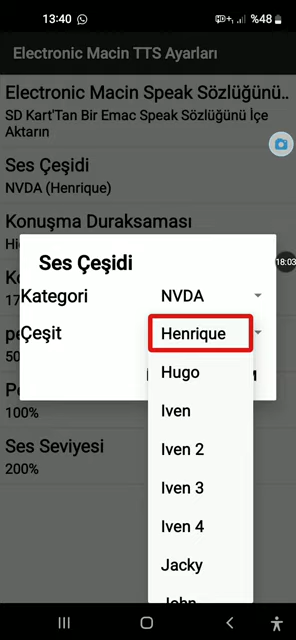 13:40 %48
Electronic Macin TTS Ayarları
Electronic Macin Speak Sözlüğünü..
SD Kart'Tan Bir Emac Speak Sözlüğünü İçe
Aktarın
Ses Çeşidi
NVDA (Henrique)
Konuşma Duraksaması
18:03
Ses Çeşidi
Kategori NVDA
Çeşit Henrique
Hugo
Iven
Iven 2
Iven 3
Iven 4
Jacky
John
100%
Ses Seviyesi
200%